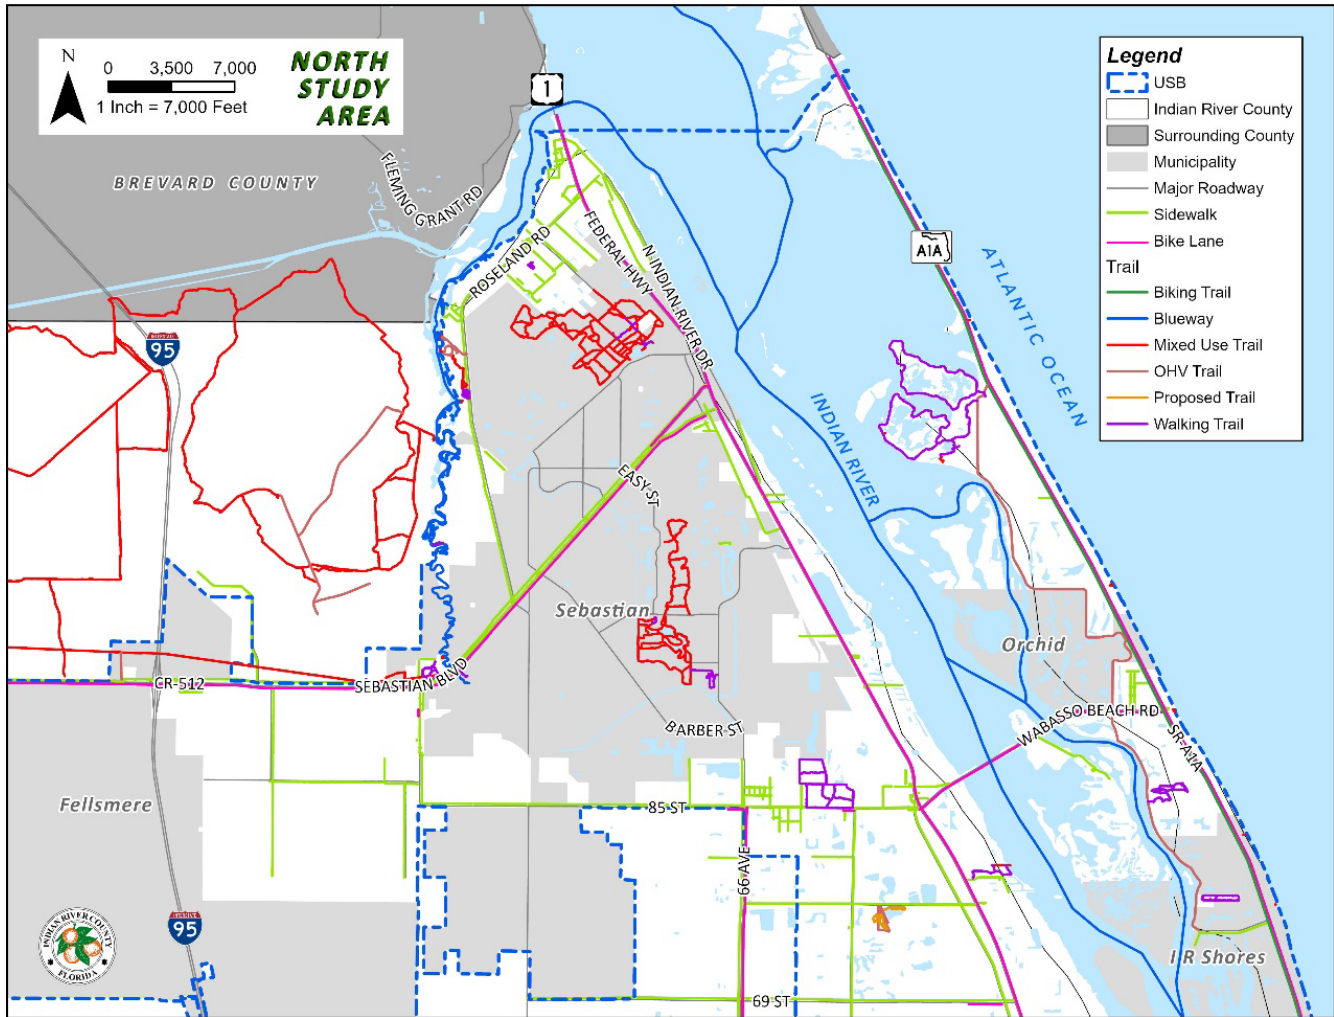 N
0 3,500 7,000
1 Inch = 7,000 Feet
NORTH
STUDY
AREA
1
Legend
USB
Indian River County
Surrounding County
Municipality
Major Roadway
Sidewalk
Bike Lane
Trail
Biking Trail
Blueway
Mixed Use Trail
OHV Trail
Proposed Trail
Walking Trail
BREVARD COUNTY
FLEMING GRANT RD
ROSELAND RD
FEDERAL HWY
N INDIAN RIVER DR
A1A
ATLANTIC OCEAN
95
INDIAN RIVER
EASY ST
Sebastian
Orchid
CR-512
SEBASTIAN BLVD
BARBER ST
WABASSO BEACH RD
SR-A1A
Fellsmere
85 ST
66 AVE
95
INDIAN RIVER COUNTY
FLORIDA
I R Shores
69 ST